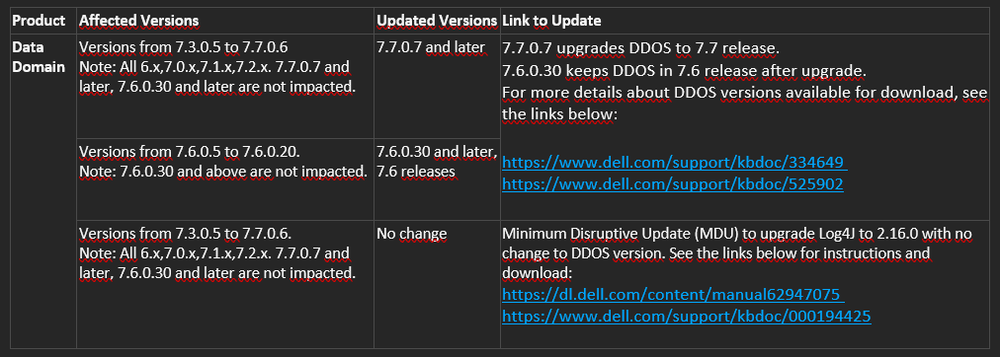 Product Affected Versions Updated Versions Link to Update
Data
Domain
Versions from 7.3.0.5 to 7.7.0.6
Note: All 6.x,7.0.x,7.1.x,7.2.x. 7.7.0.7 and
later, 7.6.0.30 and later are not impacted.
7.7.0.7 and later
7.7.0.7 upgrades DDOS to 7.7 release.
7.6.0.30 keeps DDOS in 7.6 release after upgrade.
For more details about DDOS versions available for download, see
the links below:
https://www.dell.com/support/kbdoc/334649
https://www.dell.com/support/kbdoc/525902
Versions from 7.6.0.5 to 7.6.0.20.
Note: 7.6.0.30 and above are not impacted.
7.6.0.30 and later,
7.6 releases
Versions from 7.3.0.5 to 7.7.0.6.
Note: All 6.x,7.0.x,7.1.x,7.2.x. 7.7.0.7 and
later, 7.6.0.30 and later are not impacted.
No change
Minimum Disruptive Update (MDU) to upgrade Log4J to 2.16.0 with no
change to DDOS version. See the links below for instructions and
download:
https://dl.dell.com/content/manual62947075
https://www.dell.com/support/kbdoc/000194425